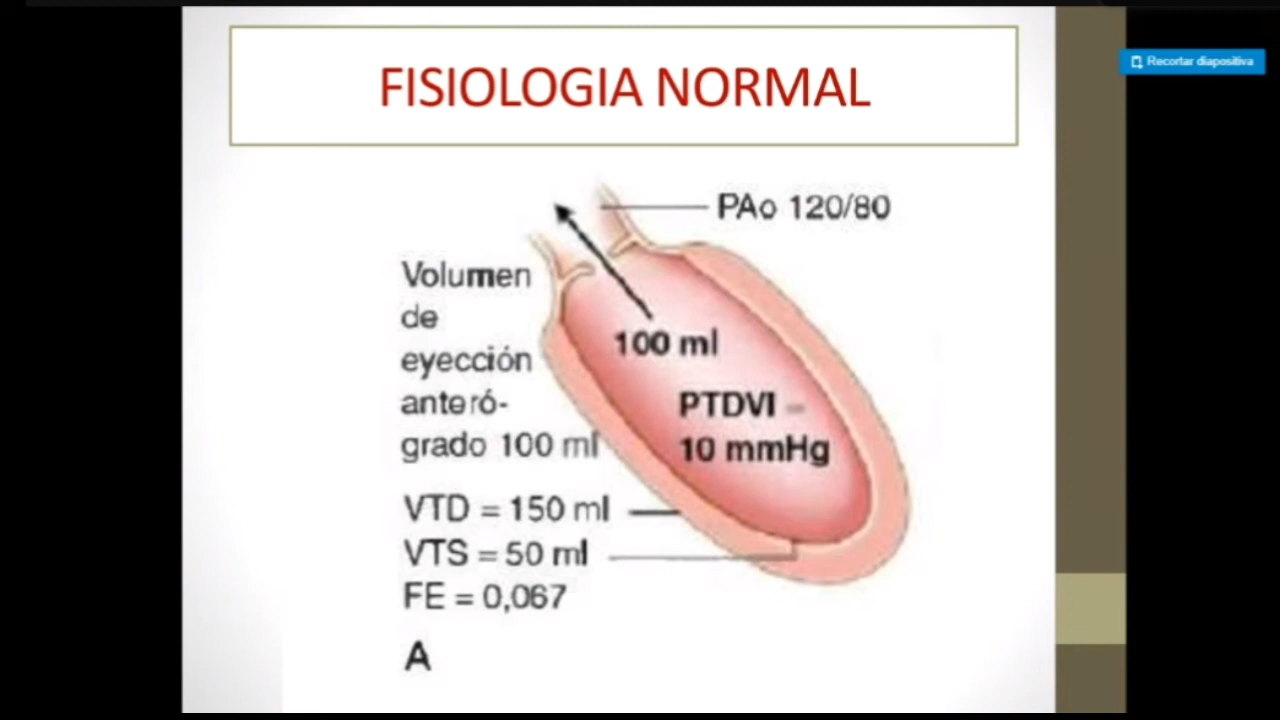 Recortar diapositiva
FISIOLOGIA NORMAL
PAo 120/80
Volumen
de
eyección
anteró-
grado 100 ml
100 ml
PTDVI –
10 mmHg
VTD = 150 ml
VTS = 50 ml
FE = 0,067
A